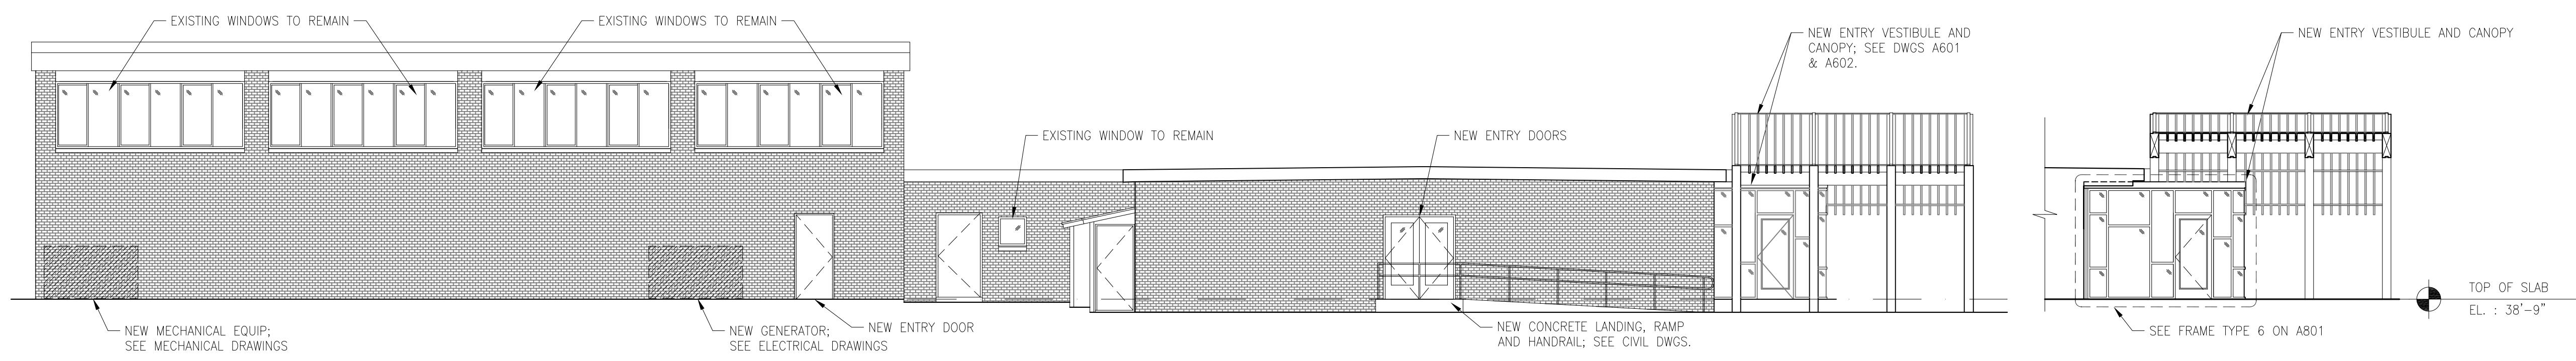 EXISTING WINDOWS TO REMAIN
EXISTING WINDOWS TO REMAIN
NEW ENTRY VESTIBULE AND
CANOPY; SEE DWGS A601
& A602.
NEW ENTRY VESTIBULE AND CANOPY
EXISTING WINDOW TO REMAIN
NEW ENTRY DOORS
TOP OF SLAB
EL. : 38'-9"
NEW MECHANICAL EQUIP;
SEE MECHANICAL DRAWINGS
NEW GENERATOR;
SEE ELECTRICAL DRAWINGS
NEW ENTRY DOOR
NEW CONCRETE LANDING, RAMP
AND HANDRAIL; SEE CIVIL DWGS.
SEE FRAME TYPE 6 ON A801